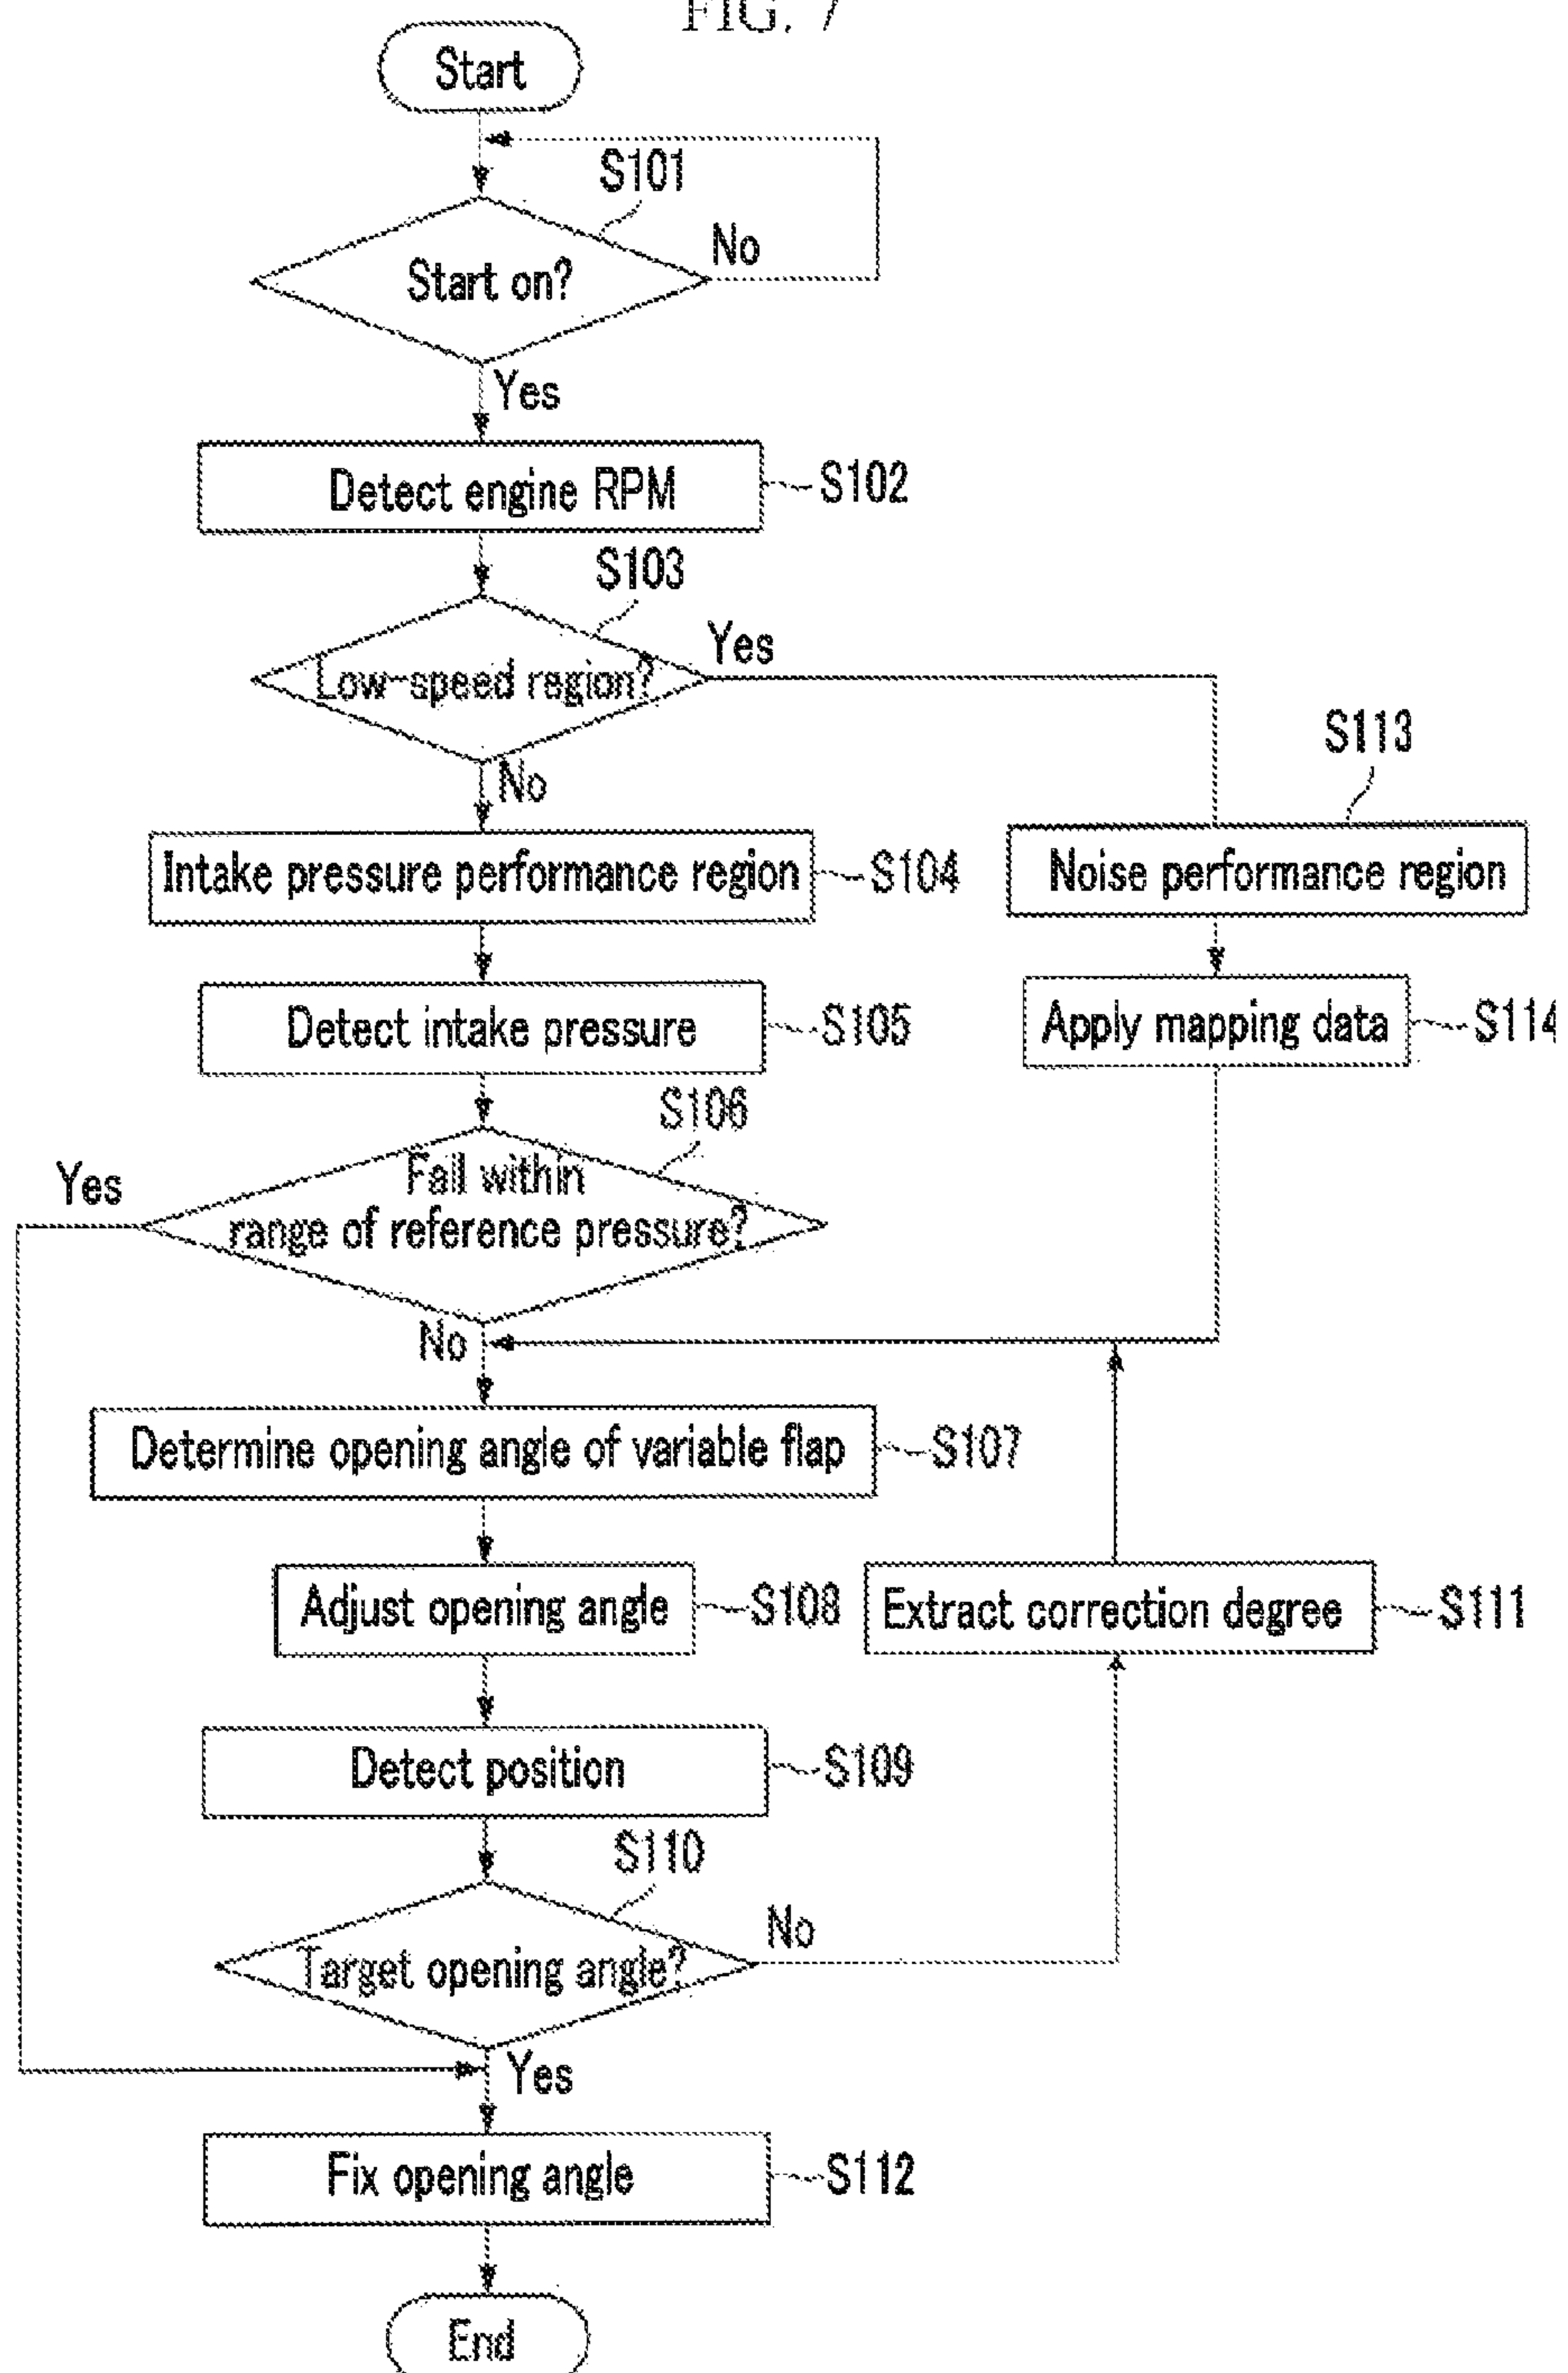 FIG. 7
Start
S101
No
Start on?
Yes
Detect engine RPM
S102
S103
Yes
Low-speed region?
No
S113
Intake pressure performance region
S104
Noise performance region
Detect intake pressure
S105
Apply mapping data
S114
S106
Yes
Fall within
range of reference pressure?
No
Determine opening angle of variable flap
S107
Adjust opening angle
S108
Extract correction degree
S111
Detect position
S109
S110
No
Target opening angle?
Yes
Fix opening angle
S112
End